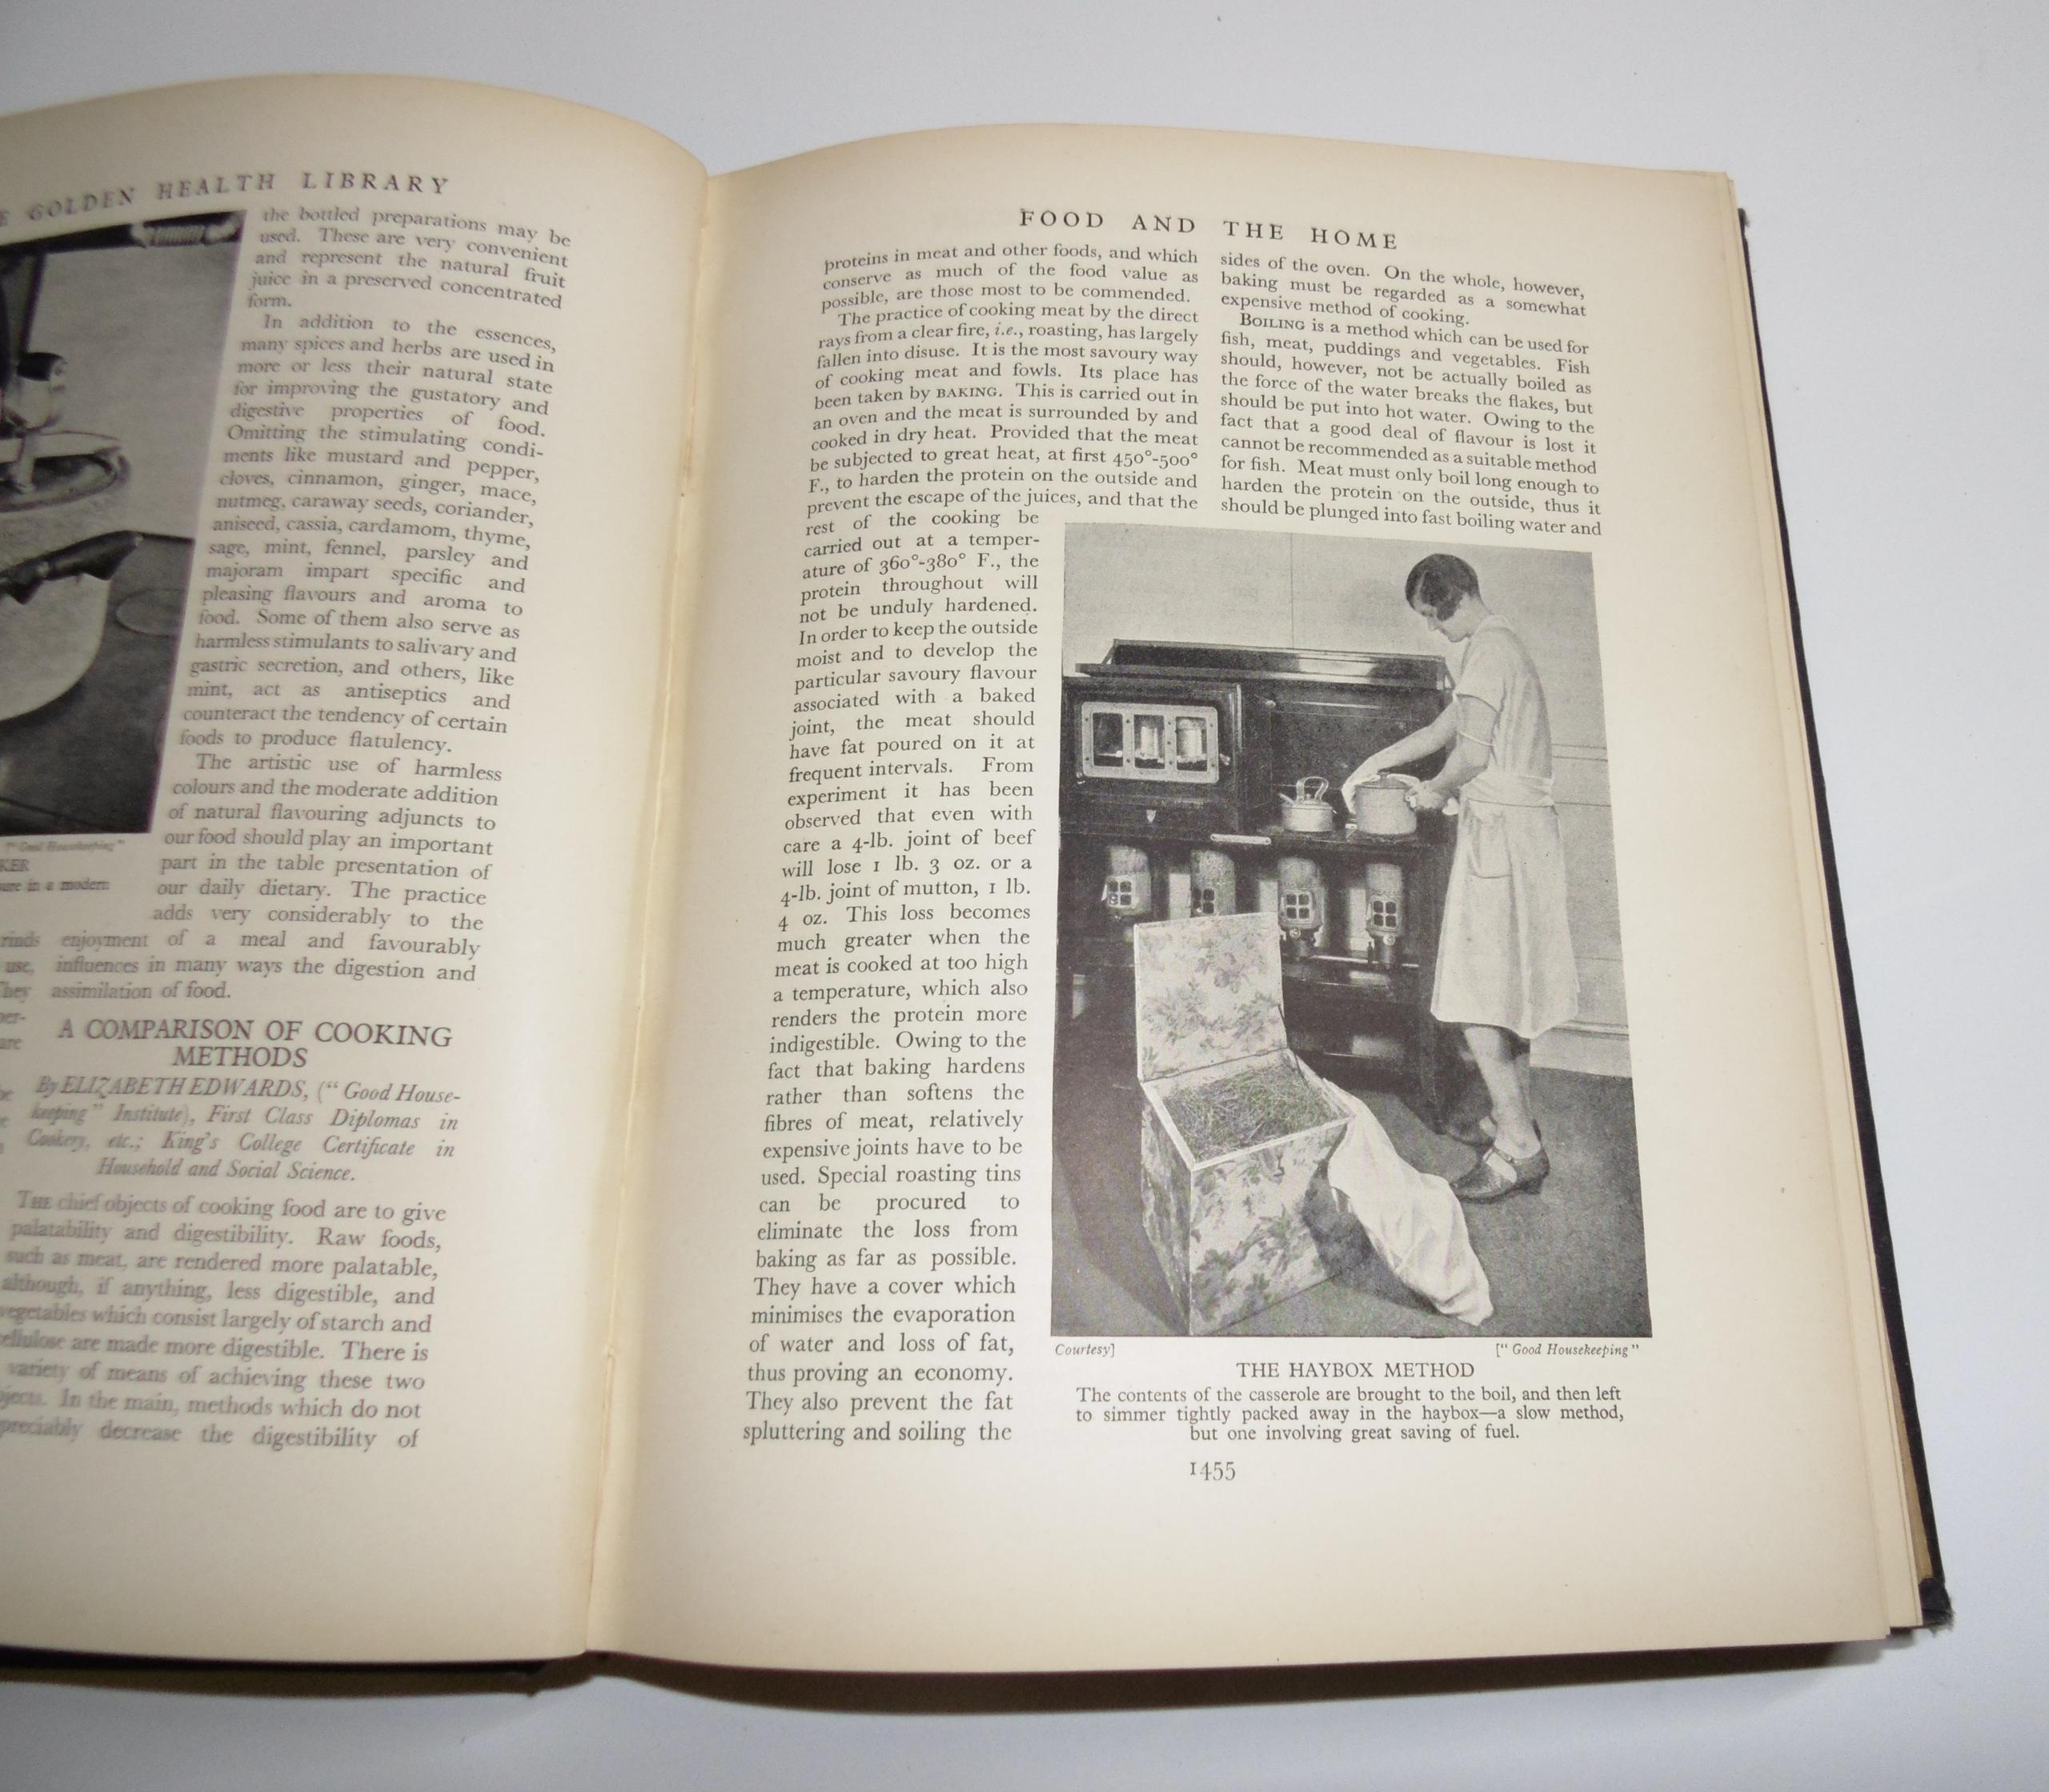 GOLDEN HEALTH LIBRARY
the bottled preparations may be
used. These are very convenient
and represent the natural fruit
juice in a preserved concentrated
form.
In addition to the essences,
many spices and herbs are used in
more or less their natural state
for improving the gustatory and
digestive properties of food.
Omitting the stimulating condi-
ments like mustard and pepper,
cloves, cinnamon, ginger, mace,
nutmeg, caraway seeds, coriander,
aniseed, cassia, cardamom, thyme,
sage, mint, fennel, parsley and
majoram impart specific and
pleasing flavours and aroma to
food. Some of them also serve as
harmless stimulants to salivary and
gastric secretion, and others, like
mint, act as antiseptics and
counteract the tendency of certain
foods to produce flatulency.
The artistic use of harmless
colours and the moderate addition
of natural flavouring adjuncts to
our food should play an important
part in the table presentation of
our daily dietary. The practice
adds very considerably to the
enjoyment of a meal and favourably
influences in many ways the digestion and
assimilation of food.
"Good Housekeeping"
KER
in a modern
rinds
use,
A COMPARISON OF COOKING
METHODS
By ELIZABETH EDWARDS, (“ Good House-
keeping ” Institute), First Class Diplomas in
Cookery, etc.; King's College Certificate in
Household and Social Science.
THE chief objects of cooking food are to give
palatability and digestibility. Raw foods,
such as meat, are rendered more palatable,
although, if anything, less digestible, and
vegetables which consist largely of starch and
cellulose are made more digestible. There is
variety of means of achieving these two
jects. In the main, methods which do not
preciably decrease the digestibility of
FOOD AND THE HOME
proteins in meat and other foods, and which
conserve as much of the food value as
possible, are those most to be commended.
The practice of cooking meat by the direct
rays from a clear fire, i.e., roasting, has largely
fallen into disuse. It is the most savoury way
of cooking meat and fowls. Its place has
been taken by BAKING. This is carried out in
an oven and the meat is surrounded by and
cooked in dry heat. Provided that the meat
be subjected to great heat, at first 450°-500°
F., to harden the protein on the outside and
prevent the escape of the juices, and that the
rest of the cooking be
carried out at a temper-
ature of 360°-380° F., the
protein throughout will
not be unduly hardened.
In order to keep the outside
moist and to develop the
particular savoury flavour
associated with a baked
joint, the meat should
have fat poured on it at
frequent intervals. From
experiment it has been
observed that even with
care a 4-lb. joint of beef
will lose 1 lb. 3 oz. or a
4-lb. joint of mutton, 1 lb.
4 oz. This loss becomes
much greater when the
meat is cooked at too high
a temperature, which also
renders the protein more
indigestible. Owing to the
fact that baking hardens
rather than softens the
fibres of meat, relatively
expensive joints have to be
used. Special roasting tins
can be procured to
eliminate the loss from
baking as far as possible.
They have a cover which
minimises the evaporation
of water and loss of fat,
thus proving an economy.
They also prevent the fat
spluttering and soiling the
sides of the oven. On the whole, however,
baking must be regarded as a somewhat
expensive method of cooking.
BOILING is a method which can be used for
fish, meat, puddings and vegetables. Fish
should, however, not be actually boiled as
the force of the water breaks the flakes, but
should be put into hot water. Owing to the
fact that a good deal of flavour is lost it
cannot be recommended as a suitable method
for fish. Meat must only boil long enough to
harden the protein on the outside, thus it
should be plunged into fast boiling water and
Courtesy] [“ Good Housekeeping ”
THE HAYBOX METHOD
The contents of the casserole are brought to the boil, and then left
to simmer tightly packed away in the haybox—a slow method,
but one involving great saving of fuel.
1455